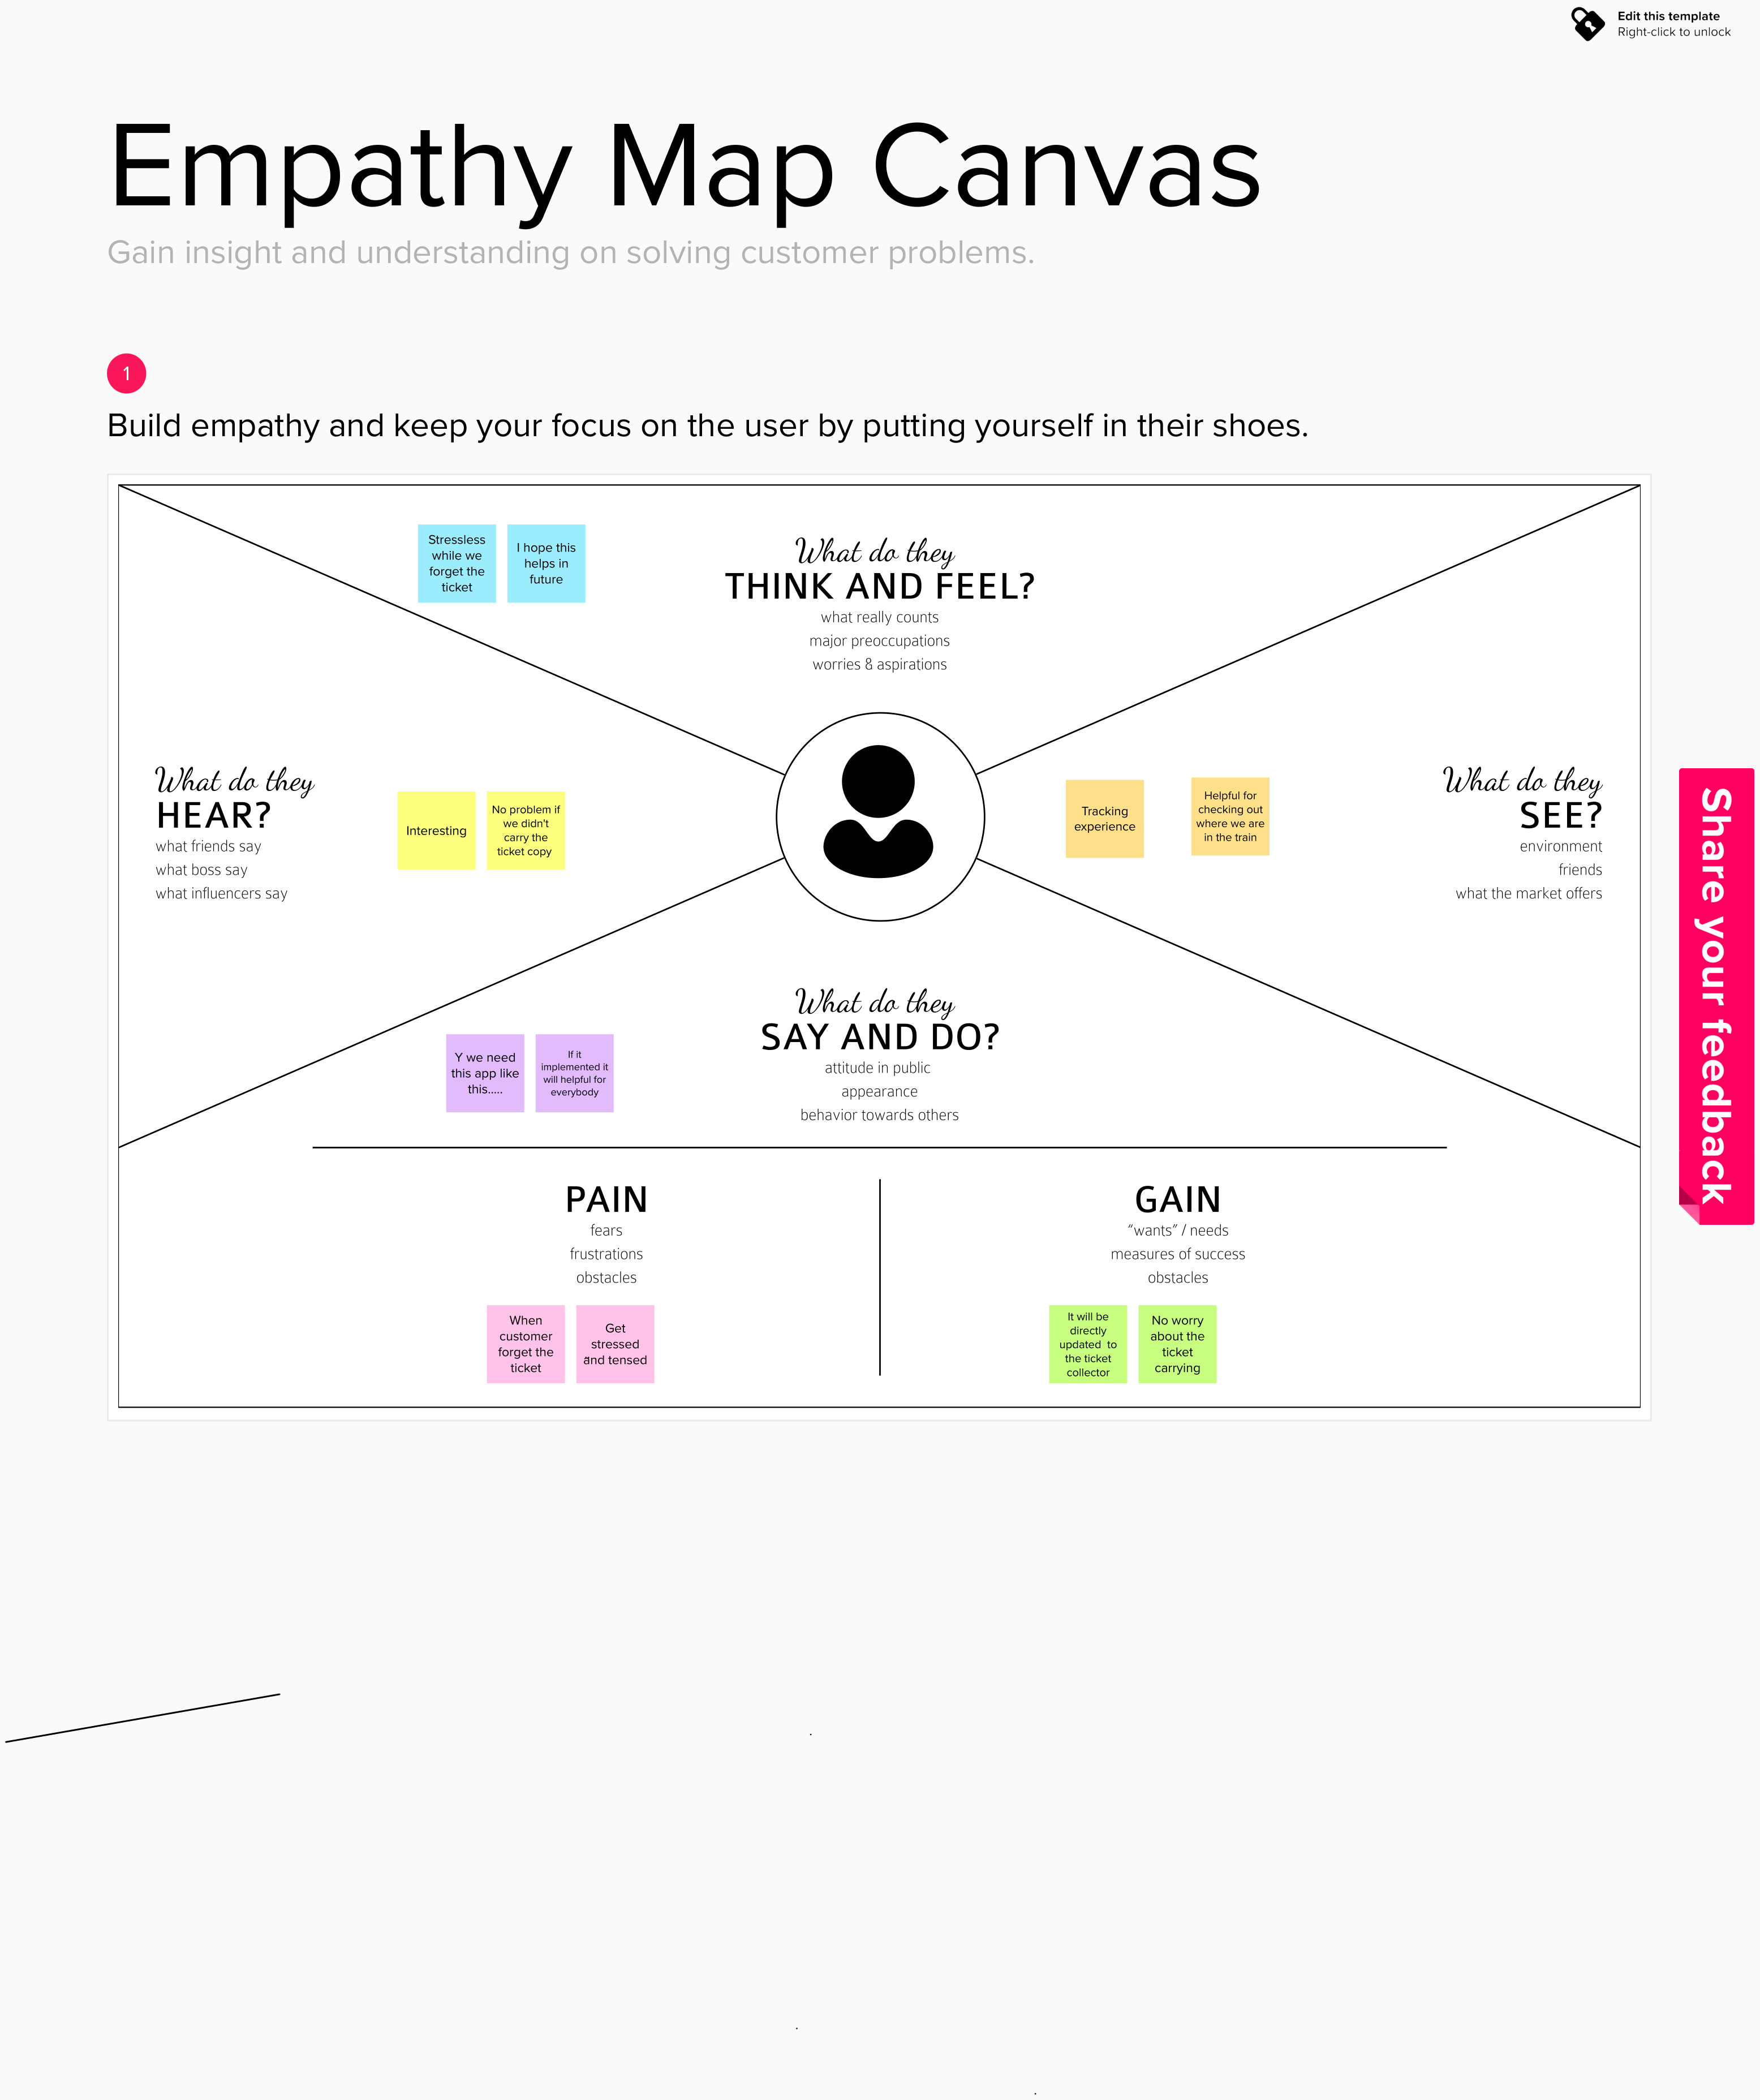 Edit this template
Right-click to unlock
Empathy Map Canvas
Gain insight and understanding on solving customer problems.
1
Build empathy and keep your focus on the user by putting yourself in their shoes.
Stressless
while we
forget the
ticket
I hope this
helps in
future
What do they
THINK AND FEEL?
what really counts
major preoccupations
worries & aspirations
What do they
HEAR?
what friends say
what boss say
what influencers say
Interesting
No problem if
we didn't
carry the
ticket copy
Tracking
experience
Helpful for
checking out
where we are
in the train
What do they
SEE?
environment
friends
what the market offers
Share your feedback
What do they
SAY AND DO?
attitude in public
appearance
behavior towards others
Y we need
this app like
this.....
If it
implemented it
will helpful for
everybody
PAIN
fears
frustrations
obstacles
When
customer
forget the
ticket
Get
stressed
and tensed
GAIN
“wants” / needs
measures of success
obstacles
It will be
directly
updated  to
the ticket
collector
No worry
about the
ticket
carrying